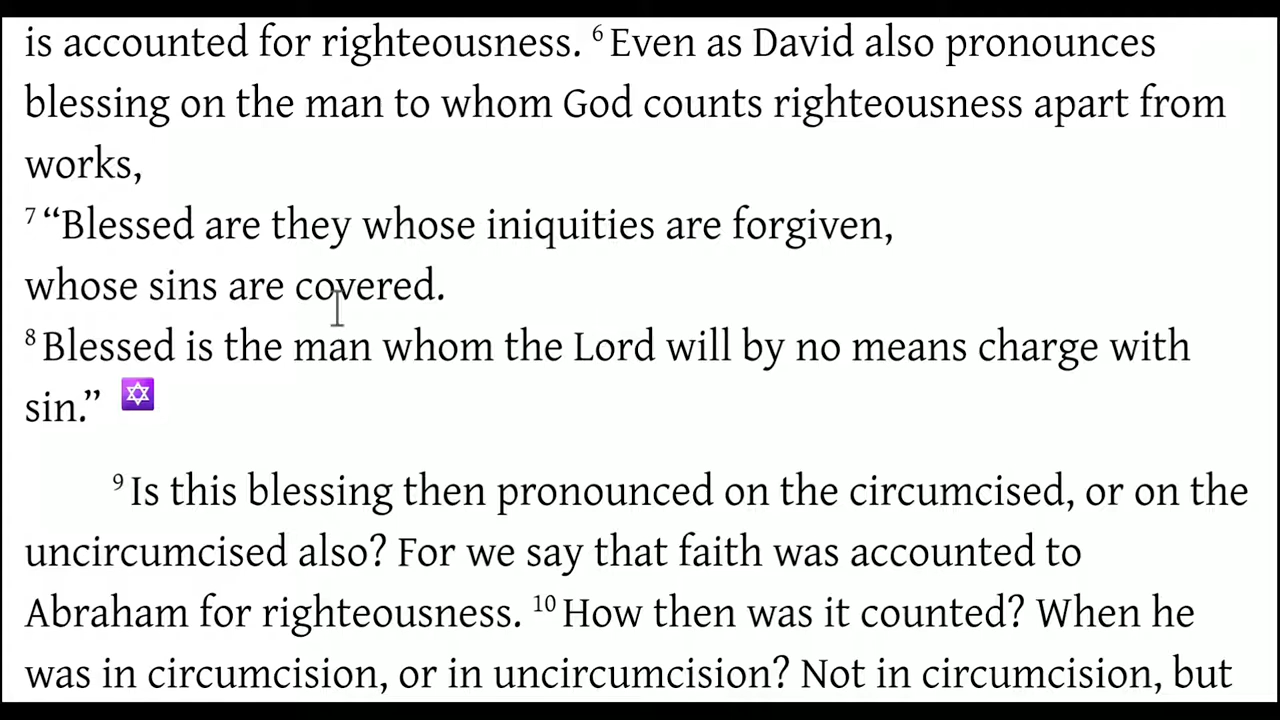 is accounted for righteousness. ⁶ Even as David also pronounces
blessing on the man to whom God counts righteousness apart from
works,
⁷ “Blessed are they whose iniquities are forgiven,
whose sins are covered.
⁸ Blessed is the man whom the Lord will by no means charge with
sin.” ✡
⁹ Is this blessing then pronounced on the circumcised, or on the
uncircumcised also? For we say that faith was accounted to
Abraham for righteousness. ¹⁰ How then was it counted? When he
was in circumcision, or in uncircumcision? Not in circumcision, but